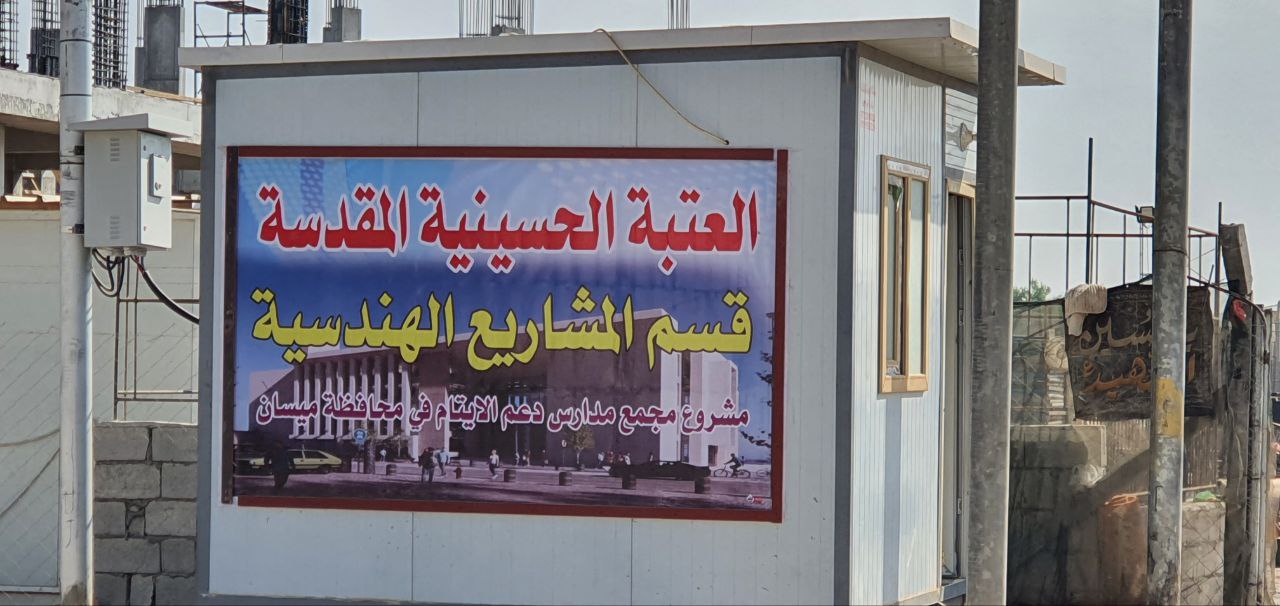 العتبة الحسينية المقدسة
قسم المشاريع الهندسية
مشروع مجمع مدارس دعم الايتام في محافظة ميسان